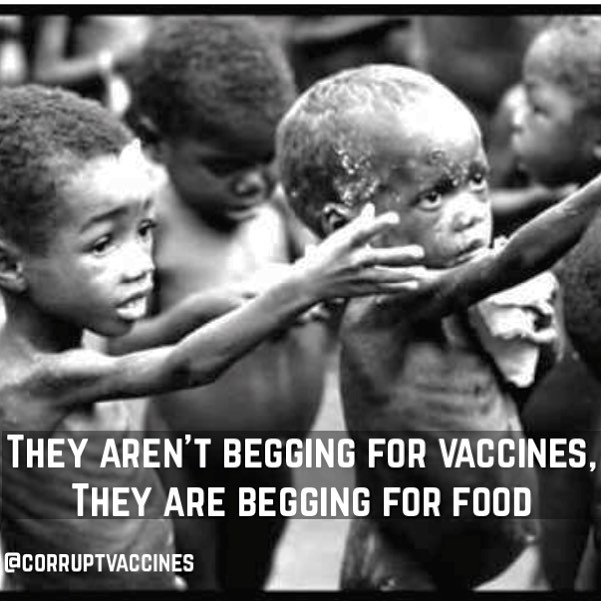 THEY AREN'T BEGGING FOR VACCINES,
THEY ARE BEGGING FOR FOOD
@CORRUPTVACCINES